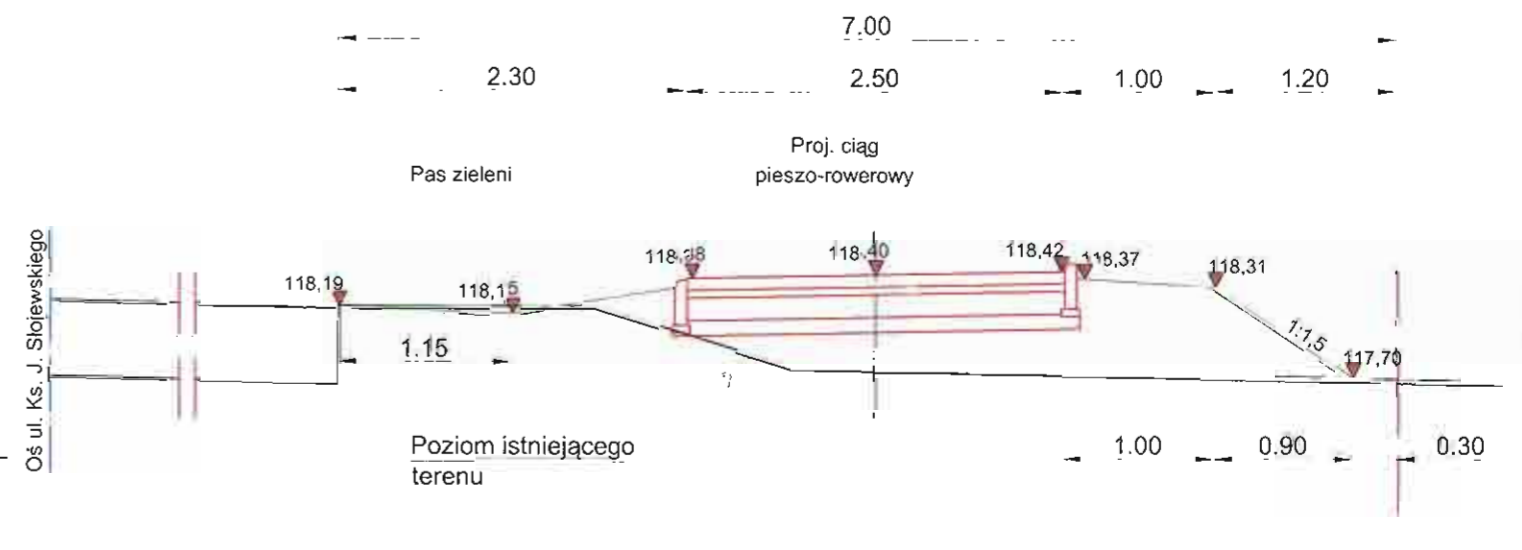 7.00
2.30 2.50 1.00 1.20
Pas zieleni
Proj. ciąg
pieszo-rowerowy
Oś ul. Ks. J. Słojewskiego
118,19
118,15
118,38
118,40
118,42
118,37
118,31
1:1,5
117,70
1.15
Poziom istniejącego
terenu
1.00 0.90 0.30